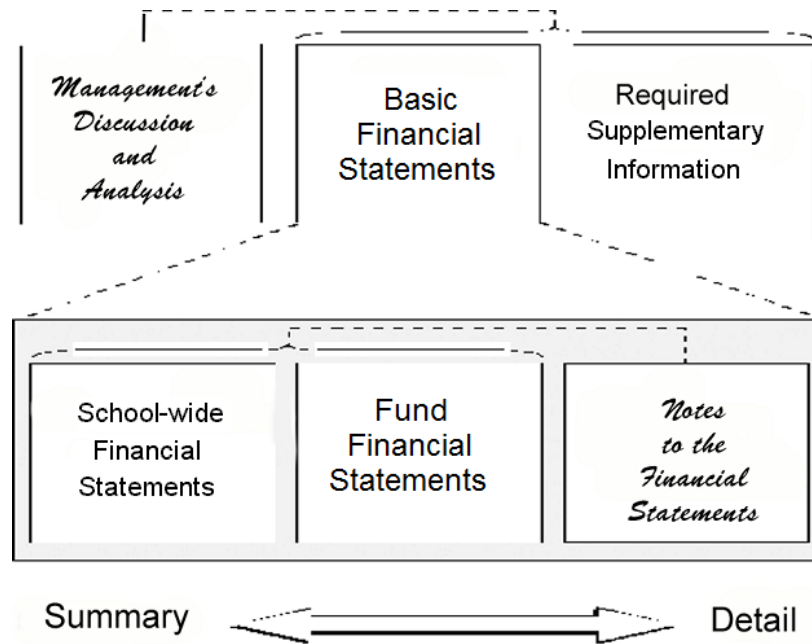 Management's
Discussion
and
Analysis
Basic
Financial
Statements
Required
Supplementary
Information
School-wide
Financial
Statements
Fund
Financial
Statements
Notes
to the
Financial
Statements
Summary
Detail